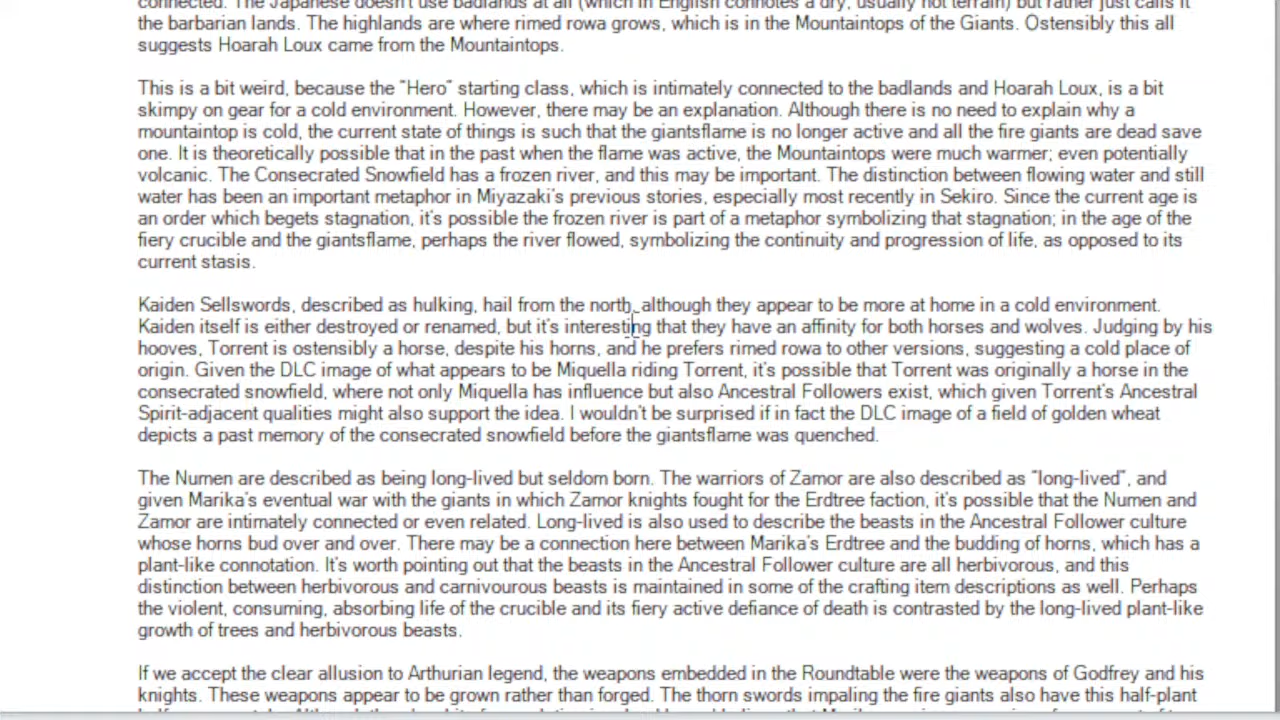 connected. The Japanese doesn't use badlands at all (which in English connotes a dry, usually hot terrain) but rather just calls it
the barbarian lands. The highlands are where rimed rowa grows, which is in the Mountaintops of the Giants. Ostensibly this all
suggests Hoarah Loux came from the Mountaintops.
This is a bit weird, because the "Hero" starting class, which is intimately connected to the badlands and Hoarah Loux, is a bit
skimpy on gear for a cold environment. However, there may be an explanation. Although there is no need to explain why a
mountaintop is cold, the current state of things is such that the giantsflame is no longer active and all the fire giants are dead save
one. It is theoretically possible that in the past when the flame was active, the Mountaintops were much warmer; even potentially
volcanic. The Consecrated Snowfield has a frozen river, and this may be important. The distinction between flowing water and still
water has been an important metaphor in Miyazaki's previous stories, especially most recently in Sekiro. Since the current age is
an order which begets stagnation, it's possible the frozen river is part of a metaphor symbolizing that stagnation; in the age of the
fiery crucible and the giantsflame, perhaps the river flowed, symbolizing the continuity and progression of life, as opposed to its
current stasis.
Kaiden Sellswords, described as hulking, hail from the north, although they appear to be more at home in a cold environment.
Kaiden itself is either destroyed or renamed, but it's interesting that they have an affinity for both horses and wolves. Judging by his
hooves, Torrent is ostensibly a horse, despite his horns, and he prefers rimed rowa to other versions, suggesting a cold place of
origin. Given the DLC image of what appears to be Miquella riding Torrent, it's possible that Torrent was originally a horse in the
consecrated snowfield, where not only Miquella has influence but also Ancestral Followers exist, which given Torrent's Ancestral
Spirit-adjacent qualities might also support the idea. I wouldn't be surprised if in fact the DLC image of a field of golden wheat
depicts a past memory of the consecrated snowfield before the giantsflame was quenched.
The Numen are described as being long-lived but seldom born. The warriors of Zamor are also described as "long-lived", and
given Marika's eventual war with the giants in which Zamor knights fought for the Erdtree faction, it's possible that the Numen and
Zamor are intimately connected or even related. Long-lived is also used to describe the beasts in the Ancestral Follower culture
whose horns bud over and over. There may be a connection here between Marika's Erdtree and the budding of horns, which has a
plant-like connotation. It's worth pointing out that the beasts in the Ancestral Follower culture are all herbivorous, and this
distinction between herbivorous and carnivourous beasts is maintained in some of the crafting item descriptions as well. Perhaps
the violent, consuming, absorbing life of the crucible and its fiery active defiance of death is contrasted by the long-lived plant-like
growth of trees and herbivorous beasts.
If we accept the clear allusion to Arthurian legend, the weapons embedded in the Roundtable were the weapons of Godfrey and his
knights. These weapons appear to be grown rather than forged. The thorn swords impaling the fire giants also have this half-plant